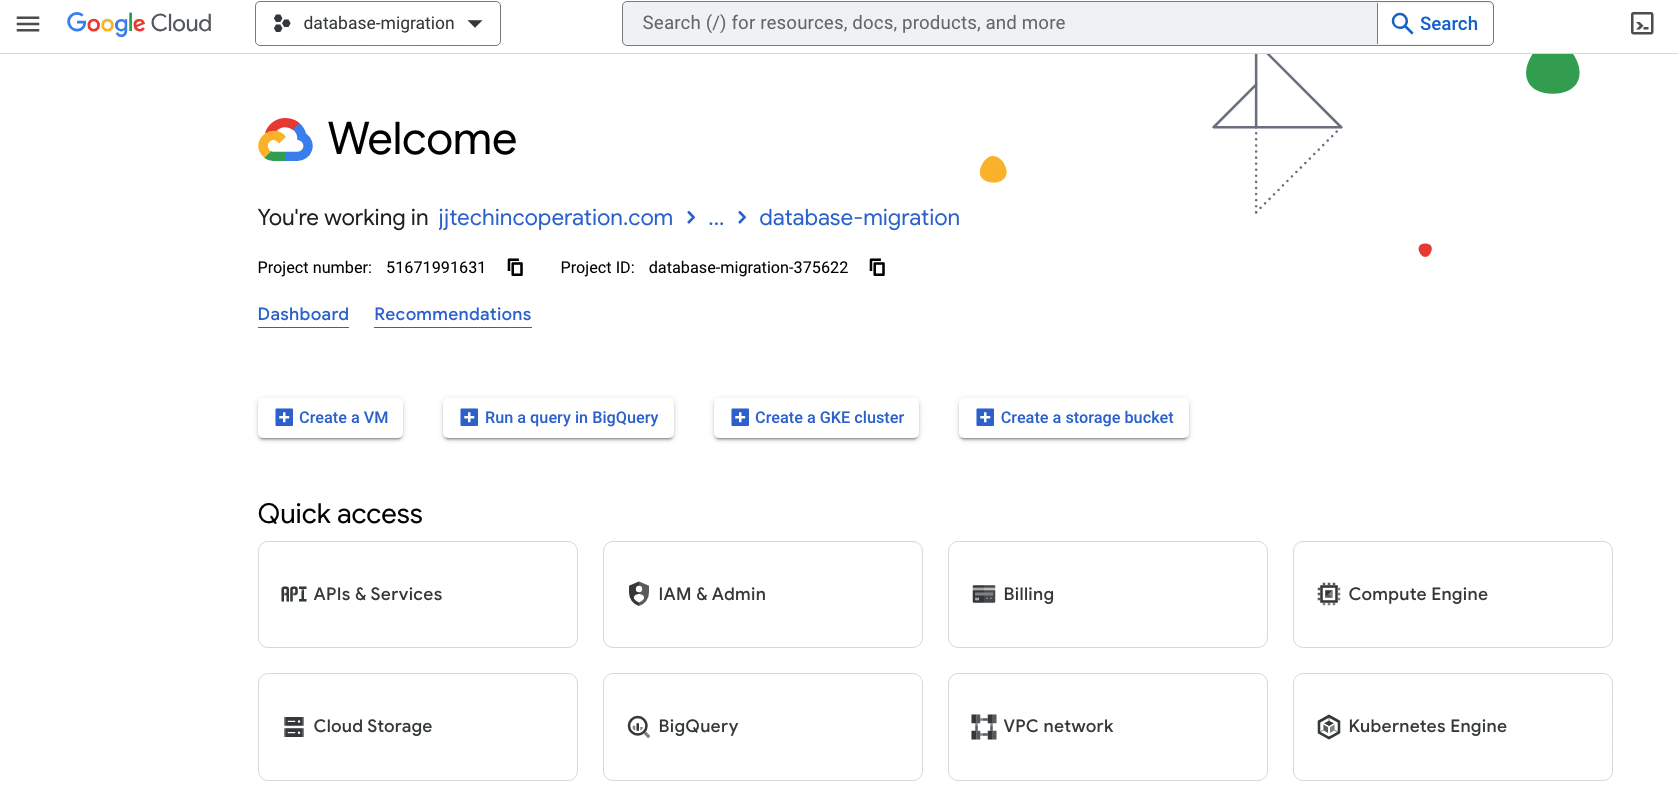 Google Cloud
database-migration
Search (/) for resources, docs, products, and more
Search
Welcome
You're working in jjtechincoperation.com > ... > database-migration
Project number: 51671991631 Project ID: database-migration-375622
Dashboard Recommendations
Create a VM
Run a query in BigQuery
Create a GKE cluster
Create a storage bucket
Quick access
API APIs & Services
IAM & Admin
Billing
Compute Engine
Cloud Storage
BigQuery
VPC network
Kubernetes Engine